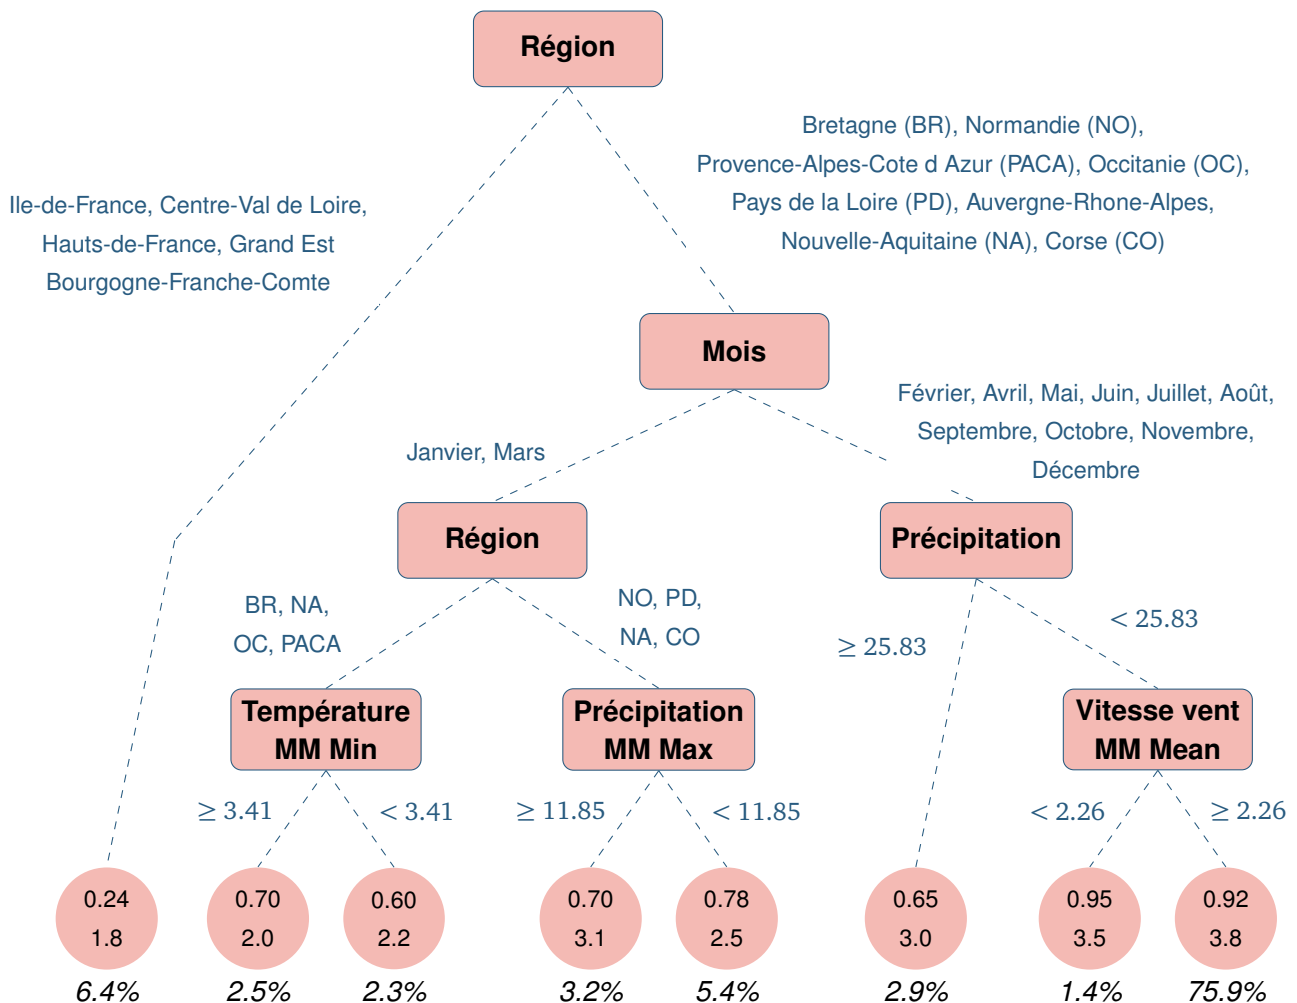 Région
Bretagne (BR), Normandie (NO),
Provence-Alpes-Cote d Azur (PACA), Occitanie (OC),
Pays de la Loire (PD), Auvergne-Rhone-Alpes,
Nouvelle-Aquitaine (NA), Corse (CO)
Ile-de-France, Centre-Val de Loire,
Hauts-de-France, Grand Est
Bourgogne-Franche-Comte
Mois
Janvier, Mars
Février, Avril, Mai, Juin, Juillet, Août,
Septembre, Octobre, Novembre,
Décembre
Région
Précipitation
BR, NA,
OC, PACA
NO, PD,
NA, CO
≥ 25.83
< 25.83
Température
MM Min
Précipitation
MM Max
Vitesse vent
MM Mean
≥ 3.41
< 3.41
≥ 11.85
< 11.85
< 2.26
≥ 2.26
0.24
1.8
6.4%
0.70
2.0
2.5%
0.60
2.2
2.3%
0.70
3.1
3.2%
0.78
2.5
5.4%
0.65
3.0
2.9%
0.95
3.5
1.4%
0.92
3.8
75.9%